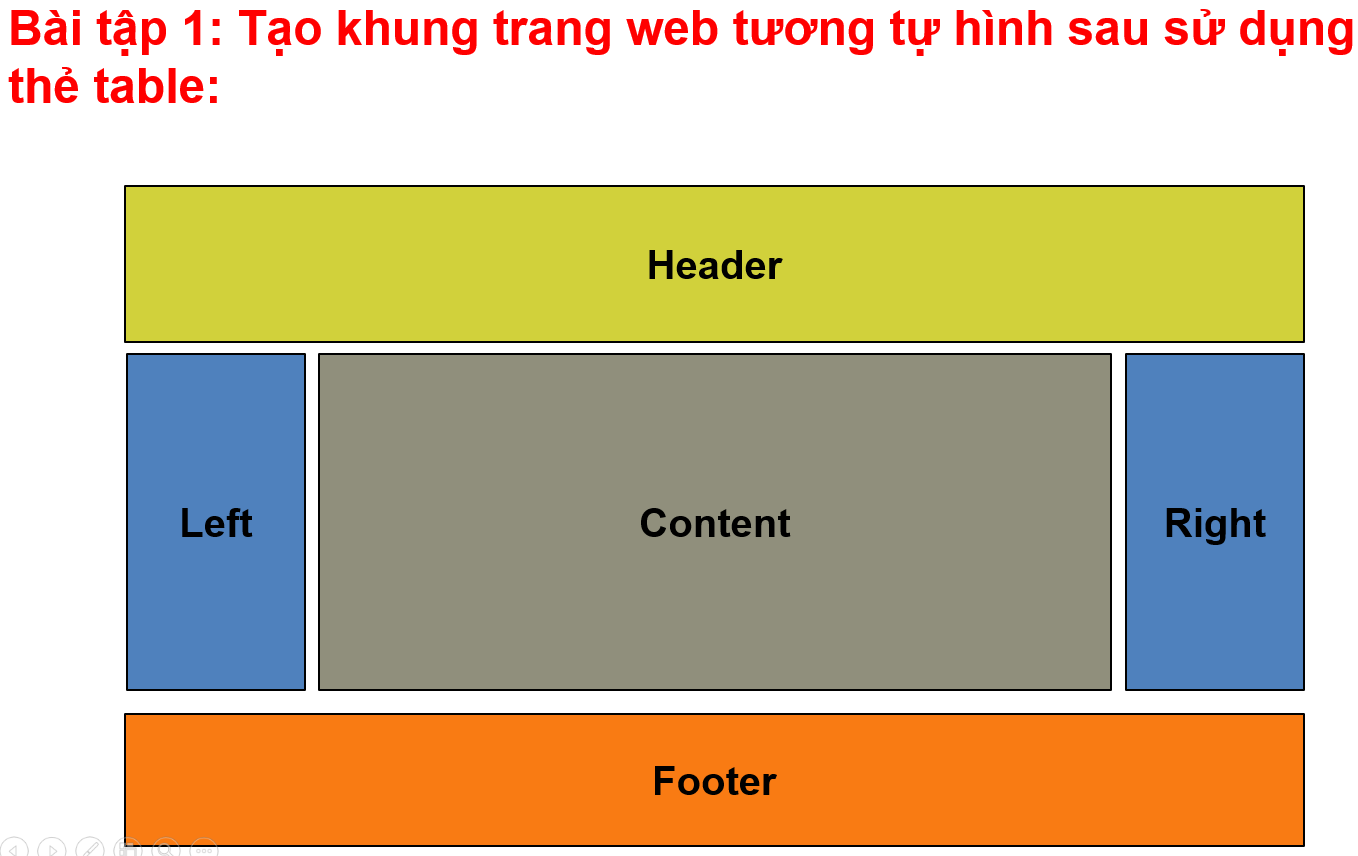 Bài tập 1: Tạo khung trang web tương tự hình sau sử dụng
thẻ table:
Header
Left
Content
Right
Footer